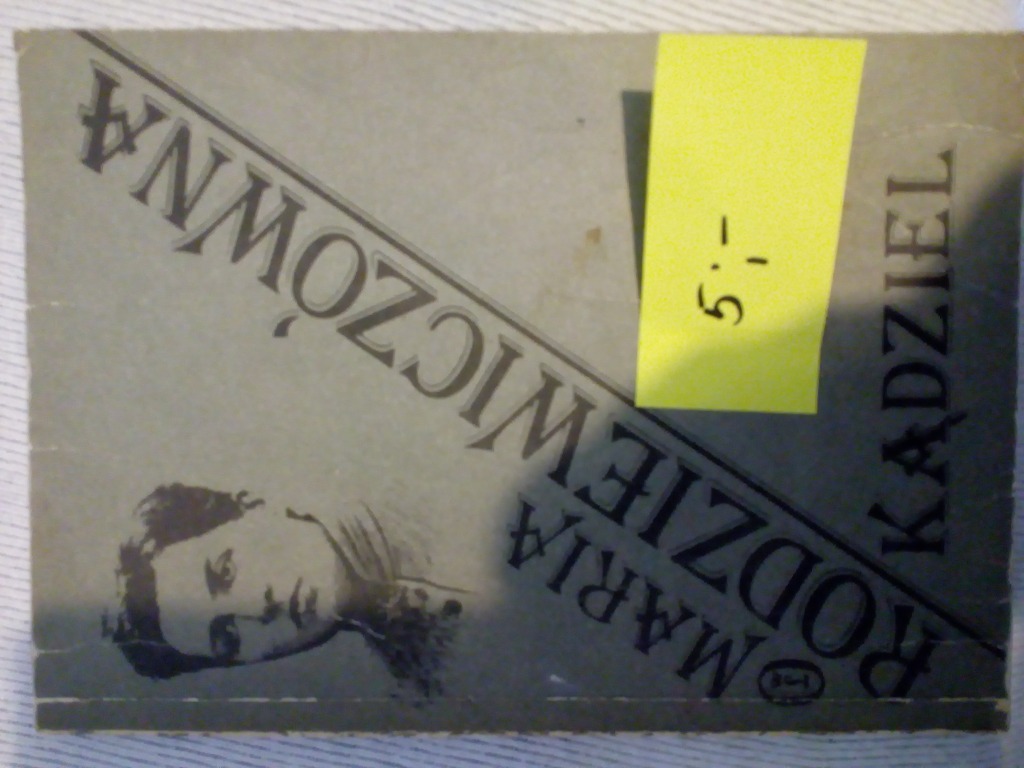 MARIA
RODZIEWICZÓWNA
KĄDZIEL
5,-